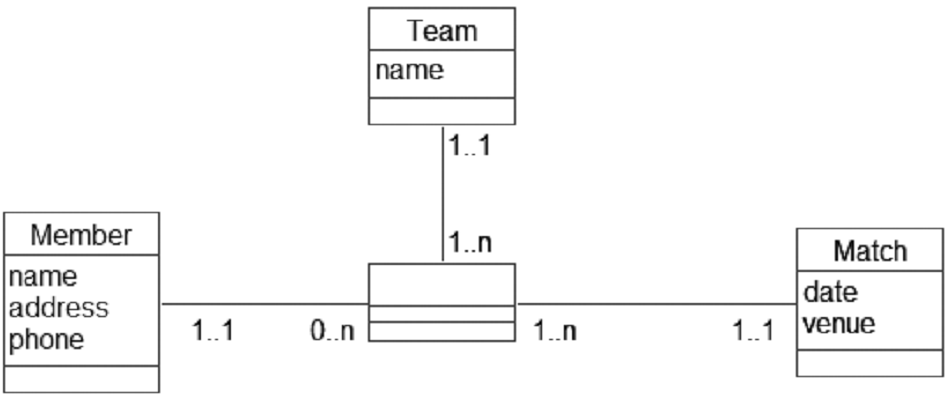 Team
name
1..1
1..n
Member
name
address
phone
1..1
0..n
1..n
1..1
Match
date
venue